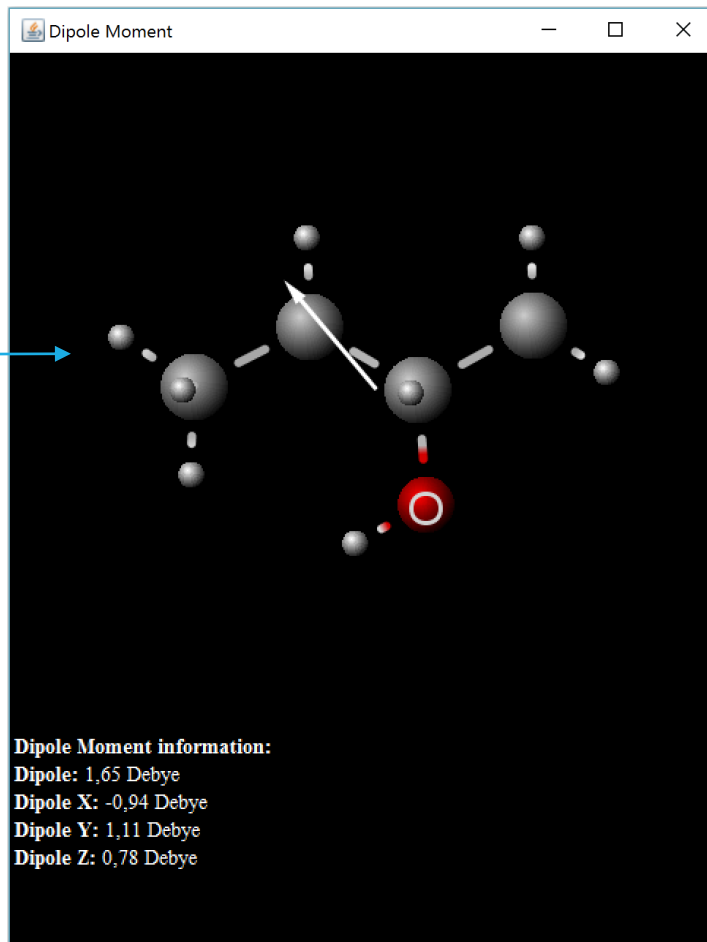 Dipole Moment
O
Dipole Moment information:
Dipole: 1,65 Debye
Dipole X: -0,94 Debye
Dipole Y: 1,11 Debye
Dipole Z: 0,78 Debye